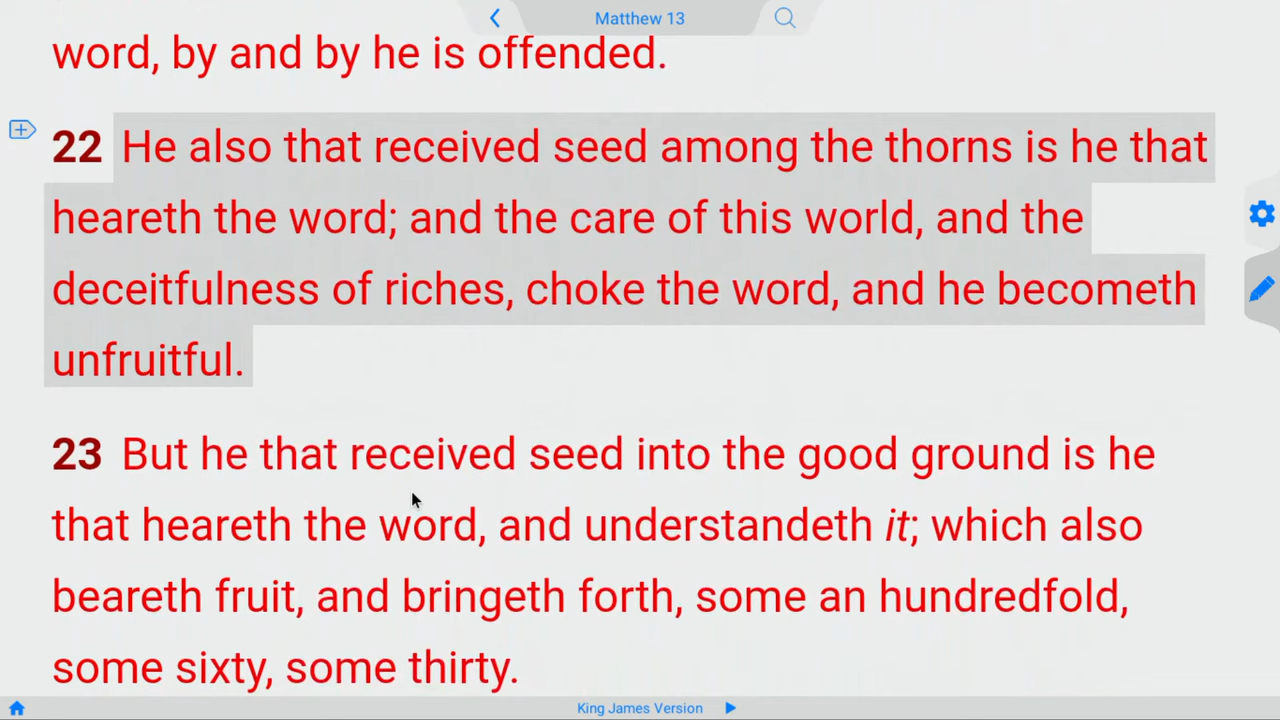 Matthew 13
word, by and by he is offended.
22 He also that received seed among the thorns is he that
heareth the word; and the care of this world, and the
deceitfulness of riches, choke the word, and he becometh
unfruitful.
23 But he that received seed into the good ground is he
that heareth the word, and understandeth it; which also
beareth fruit, and bringeth forth, some an hundredfold,
some sixty, some thirty.
King James Version